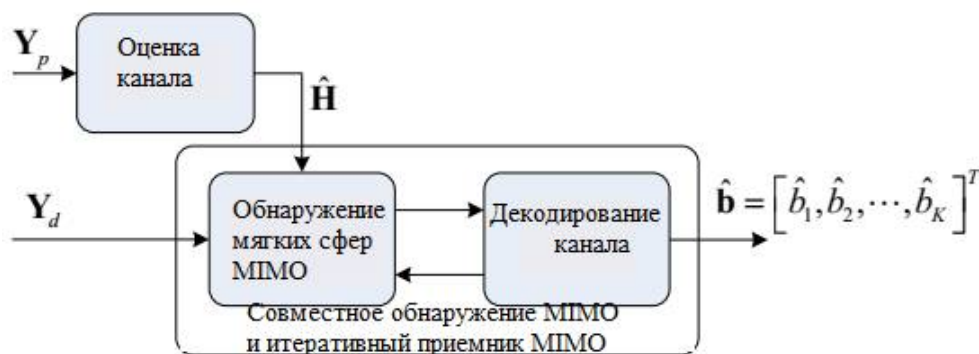 Y_p
Оценка
канала
Ĥ
Y_d
Обнаружение
мягких сфер
MIMO
Декодирование
канала
b̂ = [b̂_1, b̂_2, ⋯, b̂_K]^T
Совместное обнаружение MIMO
и итеративный приемник MIMO